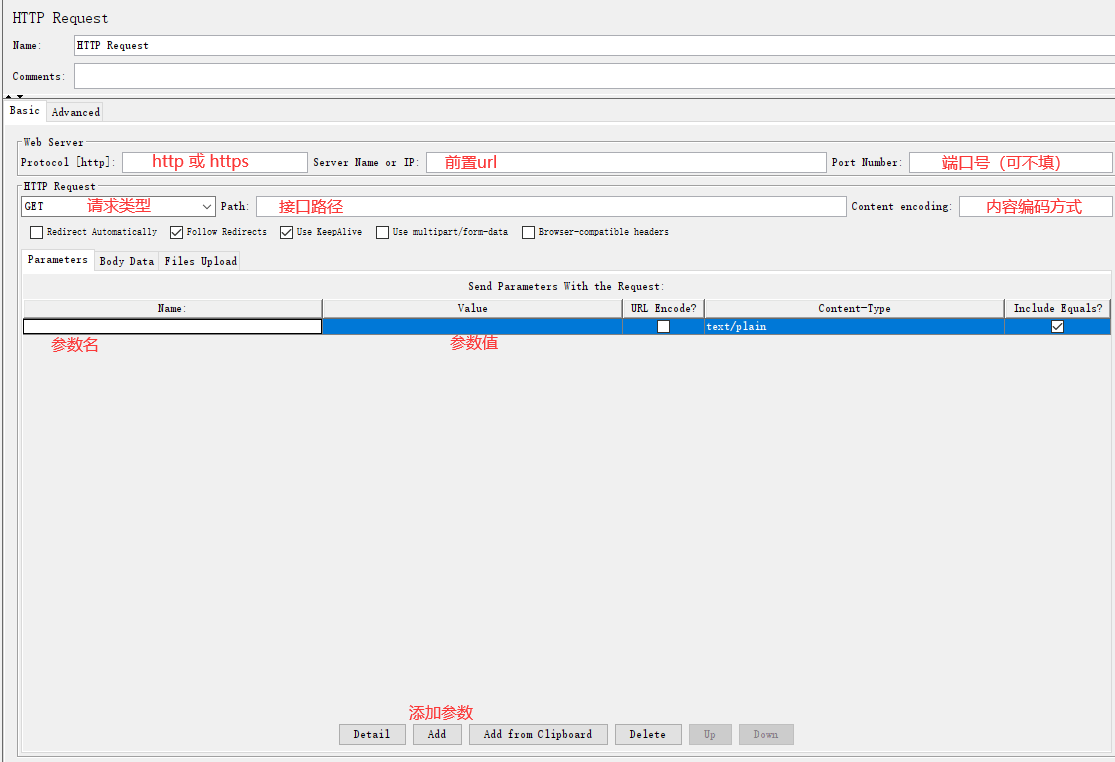 HTTP Request
Name: HTTP Request
Comments:
Basic Advanced
Web Server
Protocol [http]: http 或 https Server Name or IP: 前置url Port Number: 端口号（可不填）
HTTP Request
GET 请求类型 Path: 接口路径 Content encoding: 内容编码方式
Redirect Automatically Follow Redirects Use KeepAlive Use multipart/form-data Browser-compatible headers
Parameters Body Data Files Upload
Send Parameters With the Request:
Name: Value URL Encode? Content-Type Include Equals?
text/plain
参数名 参数值
添加参数
Detail Add Add from Clipboard Delete Up Down